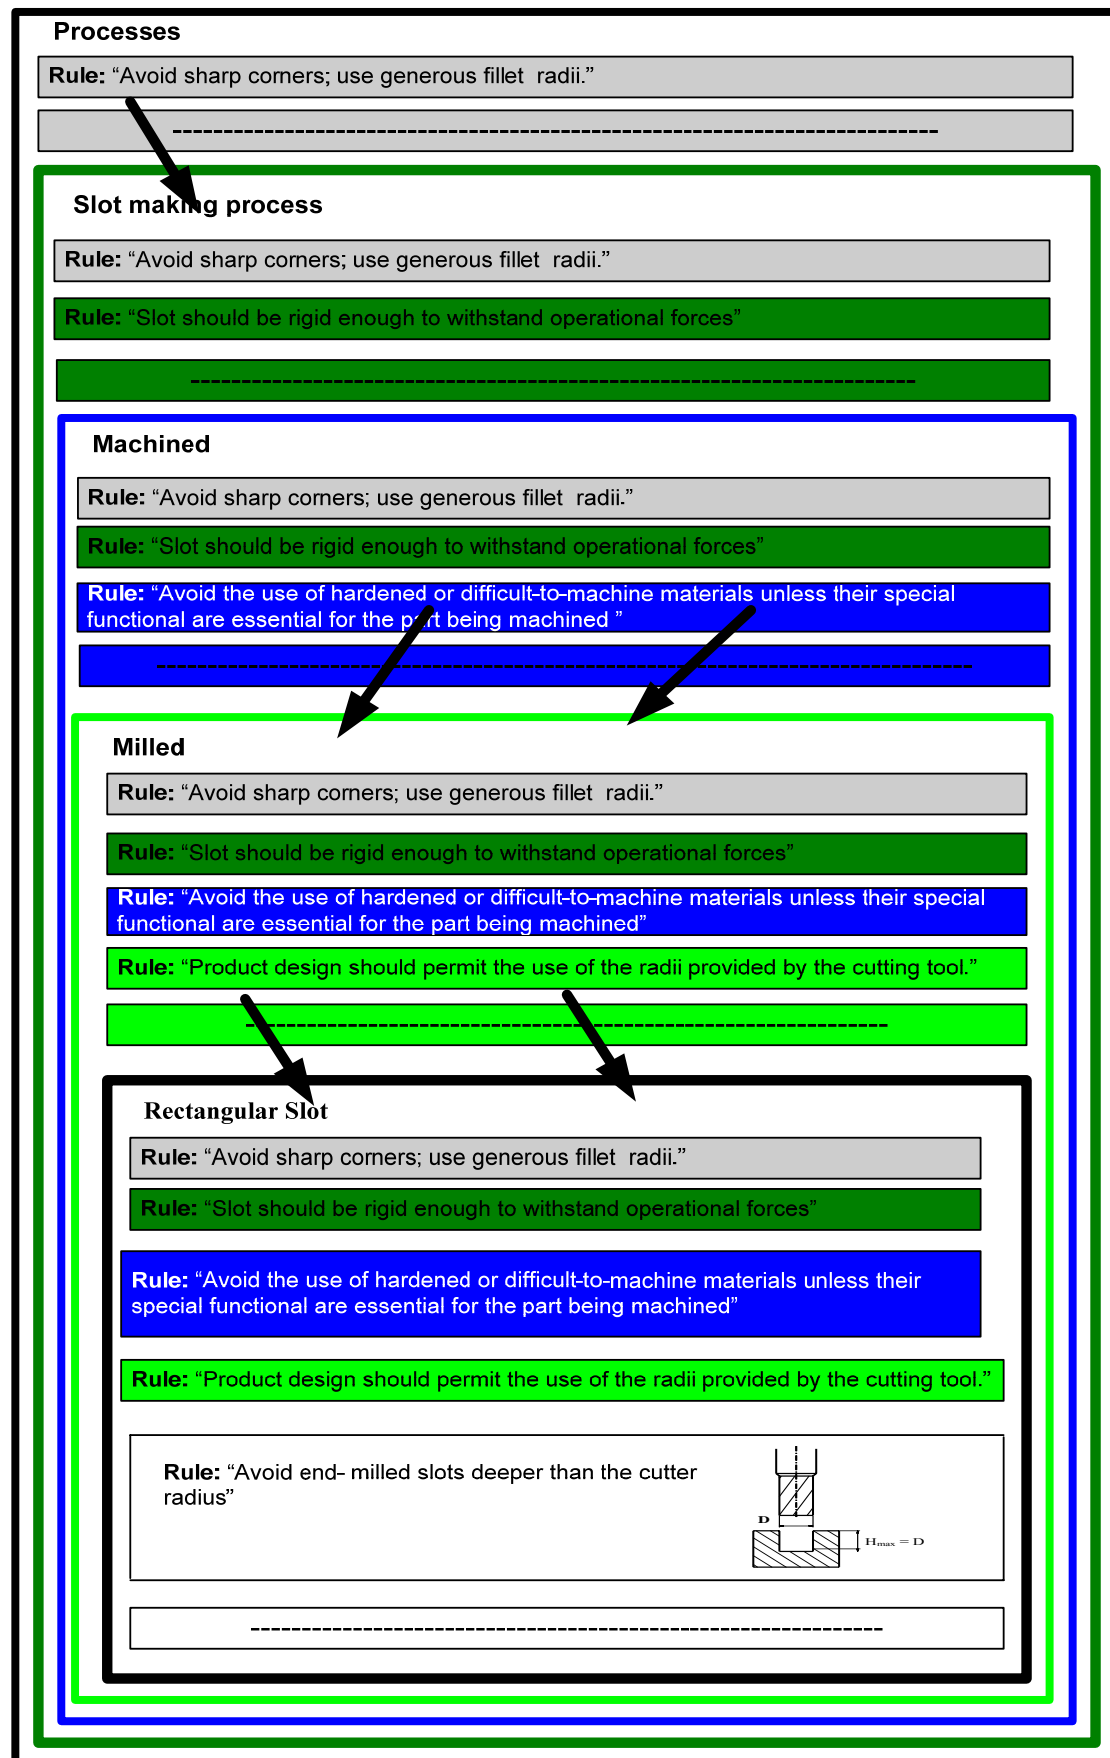 Processes
Rule: “Avoid sharp corners; use generous fillet radii.”
---------------------------------------------------------------------------
Slot making process
Rule: “Avoid sharp corners; use generous fillet radii.”
Rule: “Slot should be rigid enough to withstand operational forces”
-----------------------------------------------------------------------
Machined
Rule: “Avoid sharp corners; use generous fillet radii.”
Rule: “Slot should be rigid enough to withstand operational forces”
Rule: “Avoid the use of hardened or difficult-to-machine materials unless their special
functional are essential for the part being machined ”
--------------------------------------------------------------------------------
Milled
Rule: “Avoid sharp corners; use generous fillet radii.”
Rule: “Slot should be rigid enough to withstand operational forces”
Rule: “Avoid the use of hardened or difficult-to-machine materials unless their special
functional are essential for the part being machined”
Rule: “Product design should permit the use of the radii provided by the cutting tool.”
---------------------------------------------------------------
Rectangular Slot
Rule: “Avoid sharp corners; use generous fillet radii.”
Rule: “Slot should be rigid enough to withstand operational forces”
Rule: “Avoid the use of hardened or difficult-to-machine materials unless their
special functional are essential for the part being machined”
Rule: “Product design should permit the use of the radii provided by the cutting tool.”
Rule: “Avoid end- milled slots deeper than the cutter
radius”
D
Hmax = D
--------------------------------------------------------------